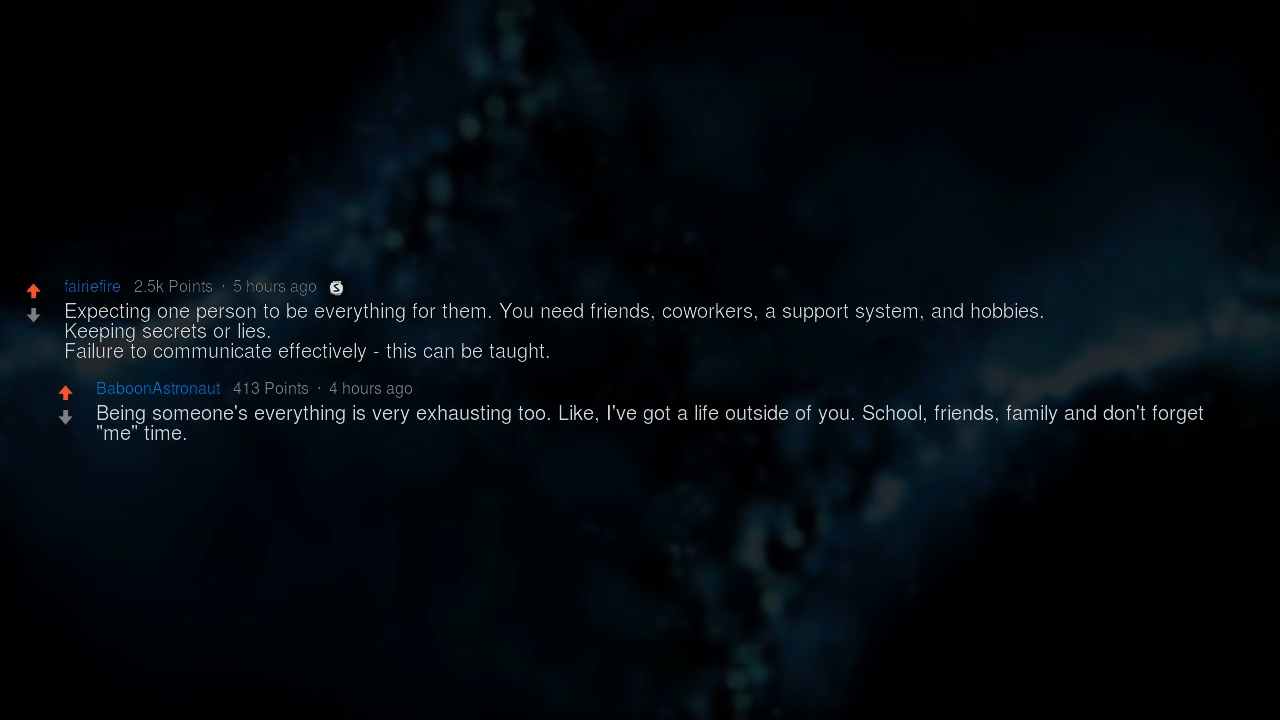 fairiefire 2.5k Points · 5 hours ago S
Expecting one person to be everything for them. You need friends, coworkers, a support system, and hobbies.
Keeping secrets or lies.
Failure to communicate effectively - this can be taught.
BaboonAstronaut 413 Points · 4 hours ago
Being someone's everything is very exhausting too. Like, I've got a life outside of you. School, friends, family and don't forget
"me" time.